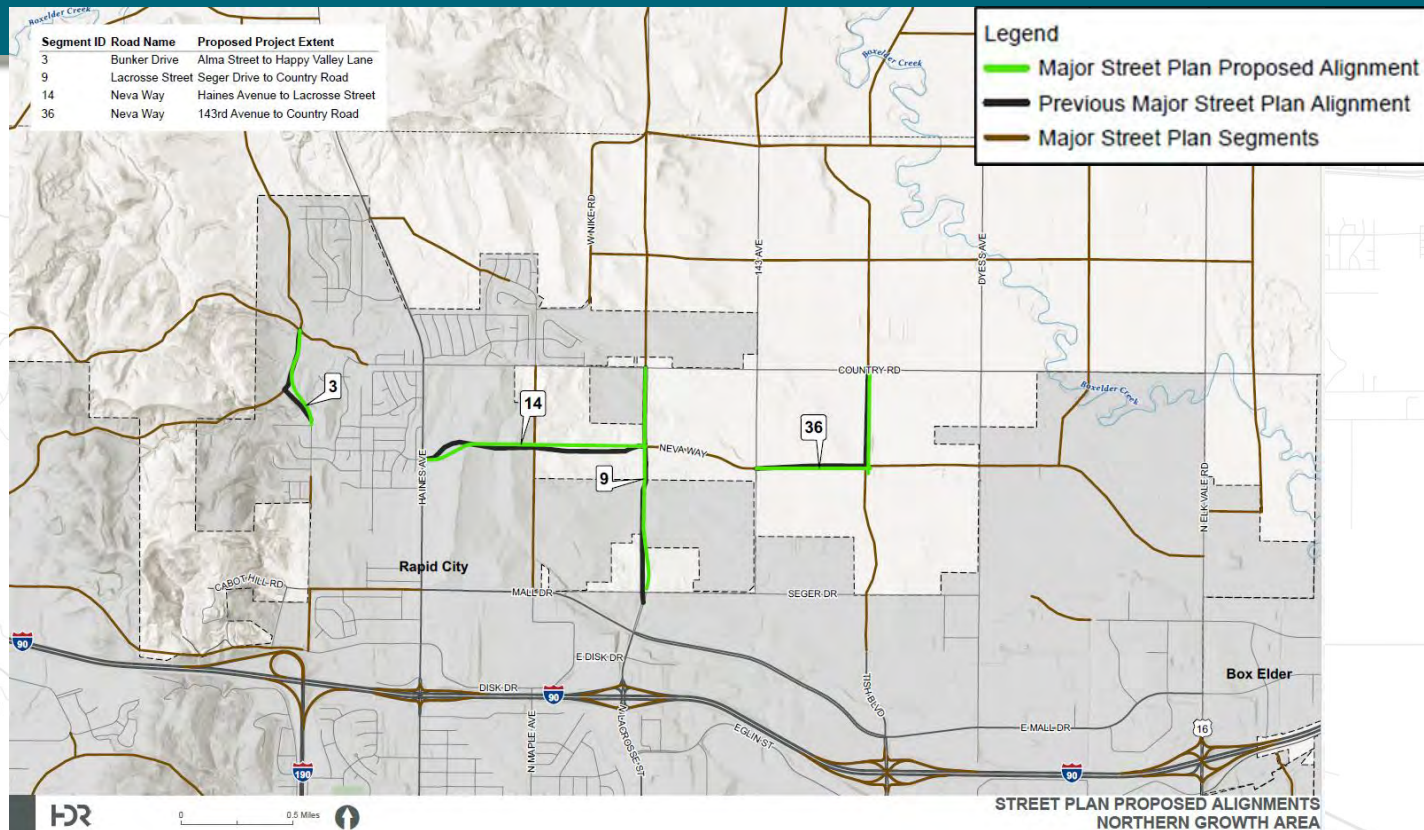 Boxelder Creek
Segment ID Road Name Proposed Project Extent
3 Bunker Drive Alma Street to Happy Valley Lane
9 Lacrosse Street Seger Drive to Country Road
14 Neva Way Haines Avenue to Lacrosse Street
36 Neva Way 143rd Avenue to Country Road
Legend
Major Street Plan Proposed Alignment
Previous Major Street Plan Alignment
Major Street Plan Segments
Boxelder Creek
W NIKE RD
143 AVE
DYESS AVE
COUNTRY RD
Boxelder Creek
3
14
36
NEVA WAY
HAINES AVE
9
N ELK VALE RD
Rapid City
CABOT HILL RD
MALL DR
SEGER DR
90
E DISK DR
DISK DR
90
TISH BLVD
Box Elder
N MAPLE AVE
N LACROSSE ST
EGLIN ST
E MALL DR
16
190
90
HDR
0 0.5 Miles
STREET PLAN PROPOSED ALIGNMENTS
NORTHERN GROWTH AREA